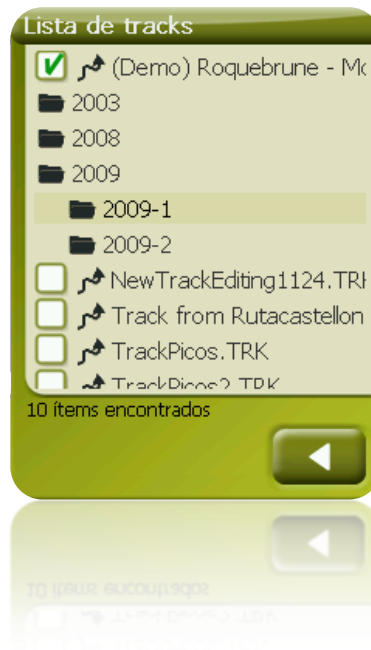 Lista de tracks
(Demo) Roquebrune - Mc
2003
2008
2009
2009-1
2009-2
NewTrackEditing1124.TRK
Track from Rutacastellon
TrackPicos.TRK
TrackPicos2.TRK
10 ítems encontrados